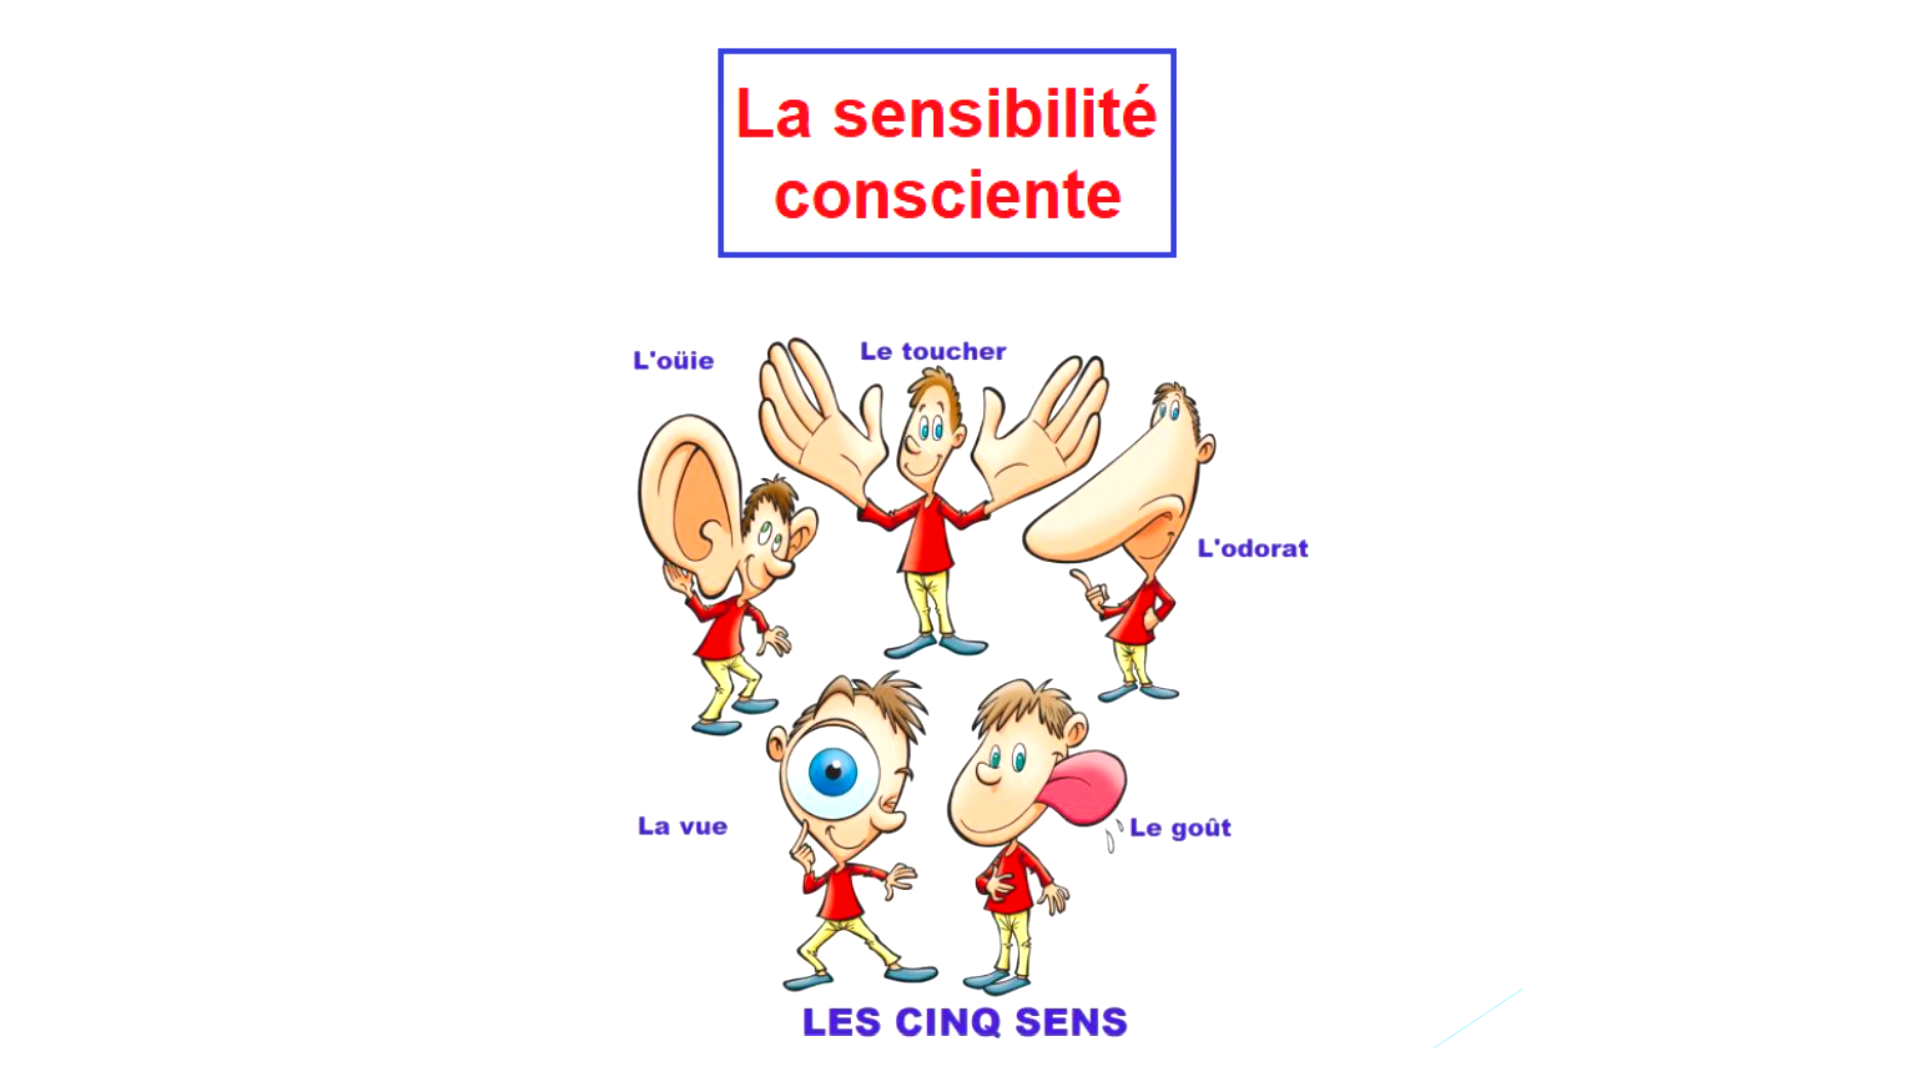 La sensibilité
consciente
L'oüie
Le toucher
L'odorat
La vue
Le goût
LES CINQ SENS